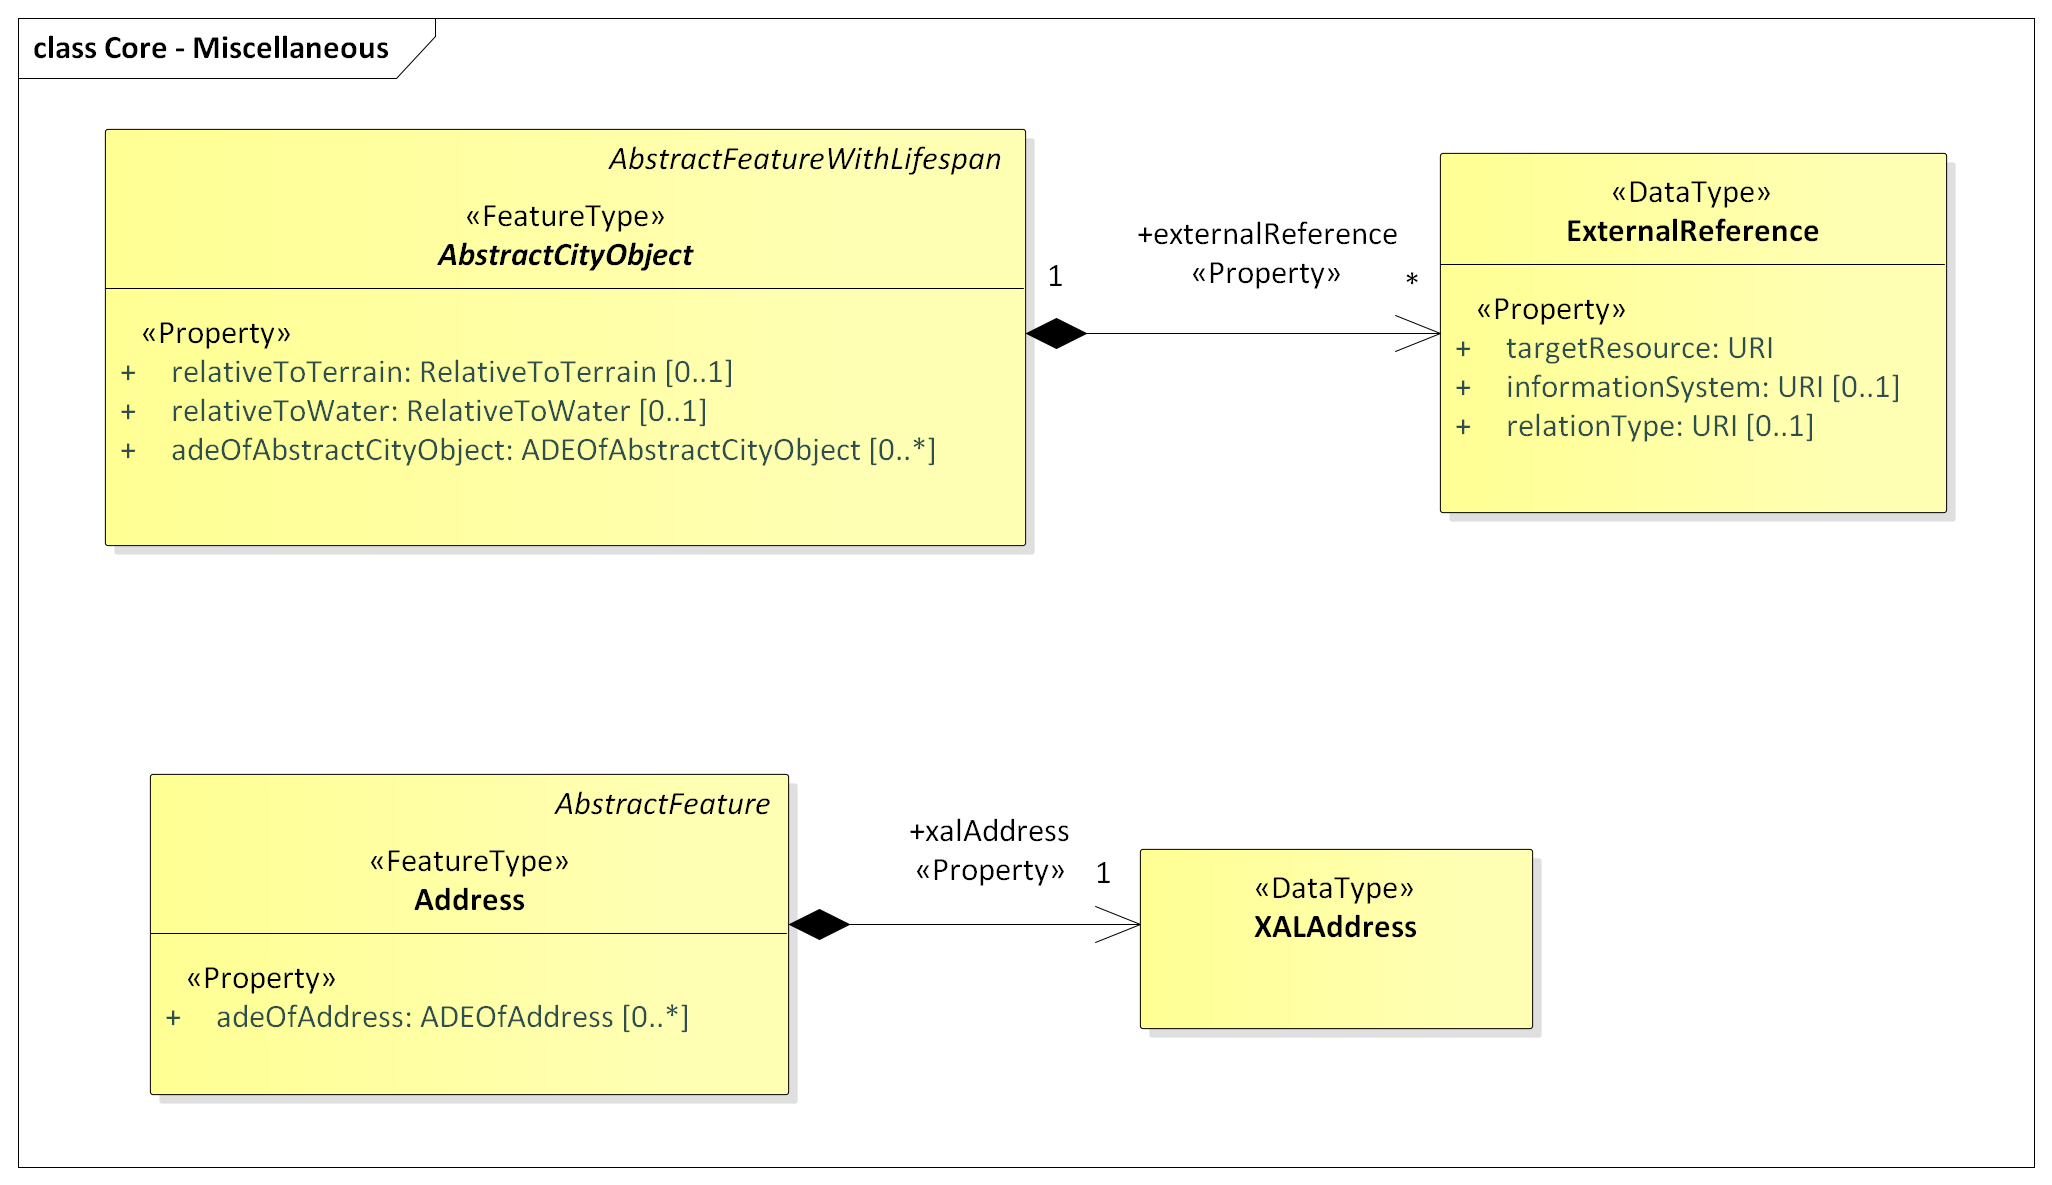 class Core - Miscellaneous
AbstractFeatureWithLifespan
«FeatureType»
AbstractCityObject
«Property»
+ relativeToTerrain: RelativeToTerrain [0..1]
+ relativeToWater: RelativeToWater [0..1]
+ adeOfAbstractCityObject: ADEOfAbstractCityObject [0..*]
+externalReference
«Property»
1
*
«DataType»
ExternalReference
«Property»
+ targetResource: URI
+ informationSystem: URI [0..1]
+ relationType: URI [0..1]
AbstractFeature
«FeatureType»
Address
«Property»
+ adeOfAddress: ADEOfAddress [0..*]
+xalAddress
«Property»
1
«DataType»
XALAddress